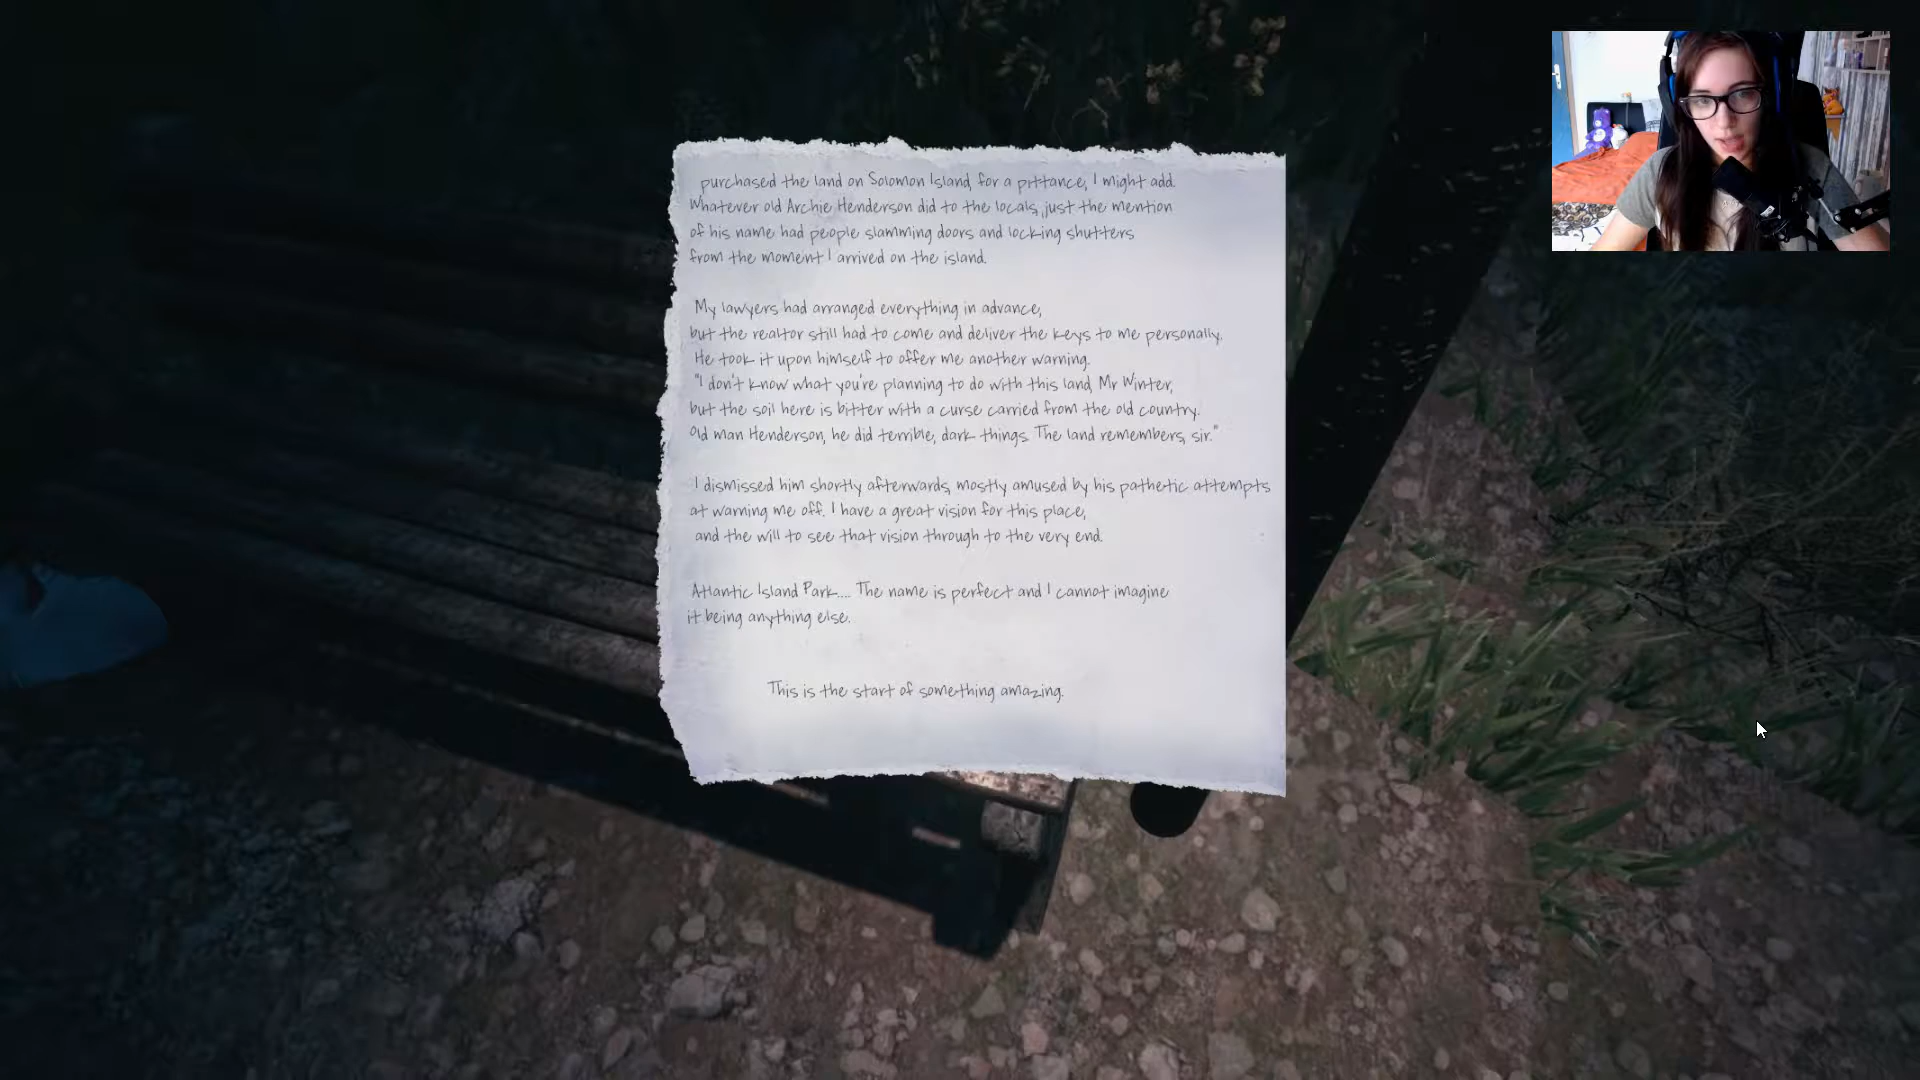 purchased the land on Solomon Island, for a pittance, I might add.
Whatever old Archie Henderson did to the locals, just the mention
of his name had people slamming doors and locking shutters
from the moment I arrived on the island.
My lawyers had arranged everything in advance,
but the realtor still had to come and deliver the keys to me personally.
He took it upon himself to offer me another warning.
"I don't know what you're planning to do with this land, Mr Winter,
but the soil here is bitter with a curse carried from the old country.
Old man Henderson, he did terrible, dark things. The land remembers, sir."
I dismissed him shortly afterwards, mostly amused by his pathetic attempts
at warning me off. I have a great vision for this place,
and the will to see that vision through to the very end.
Atlantic Island Park.... The name is perfect and I cannot imagine
it being anything else.
This is the start of something amazing.